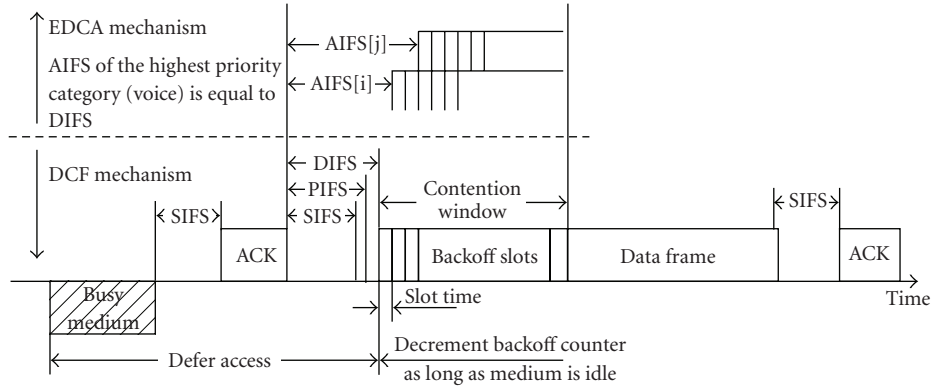 EDCA mechanism
AIFS of the highest priority
category (voice) is equal to
DIFS
AIFS[j]
AIFS[i]
DCF mechanism
DIFS
PIFS
SIFS
SIFS
ACK
Contention
window
Backoff slots
Data frame
SIFS
ACK
Busy
medium
Slot time
Time
Defer access
Decrement backoff counter
as long as medium is idle